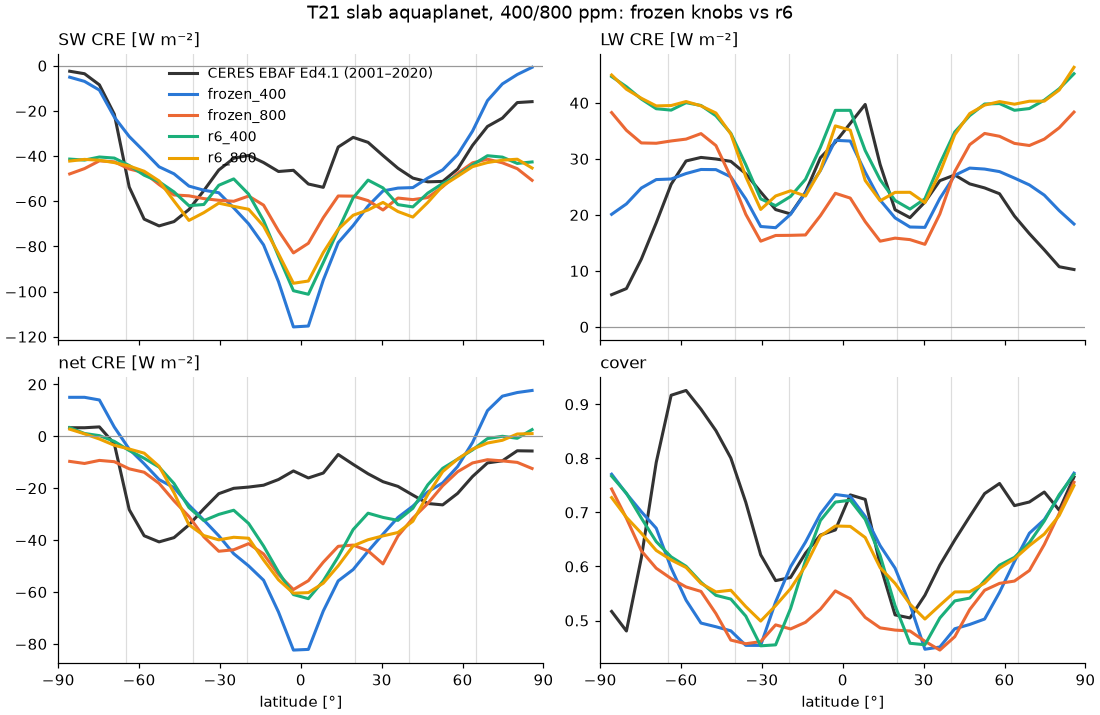 T21 slab aquaplanet, 400/800 ppm: frozen knobs vs r6
SW CRE [W m⁻²]
LW CRE [W m⁻²]
0
−20
−40
−60
−80
−100
−120
CERES EBAF Ed4.1 (2001–2020)
frozen_400
frozen_800
r6_400
r6_800
40
30
20
10
0
net CRE [W m⁻²]
cover
20
0
−20
−40
−60
−80
0.9
0.8
0.7
0.6
0.5
−90 −60 −30 0 30 60 90
−90 −60 −30 0 30 60 90
latitude [°]
latitude [°]